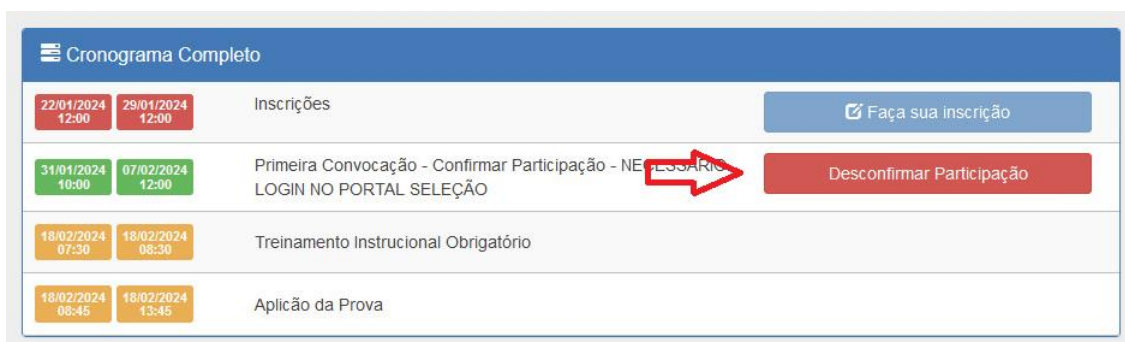 Cronograma Completo
22/01/2024 12:00 29/01/2024 12:00 Inscrições Faça sua inscrição
31/01/2024 10:00 07/02/2024 12:00 Primeira Convocação - Confirmar Participação - NECESSÁRIO
LOGIN NO PORTAL SELEÇÃO Desconfirmar Participação
18/02/2024 07:30 18/02/2024 08:30 Treinamento Instrucional Obrigatório
18/02/2024 08:45 18/02/2024 13:45 Aplicão da Prova